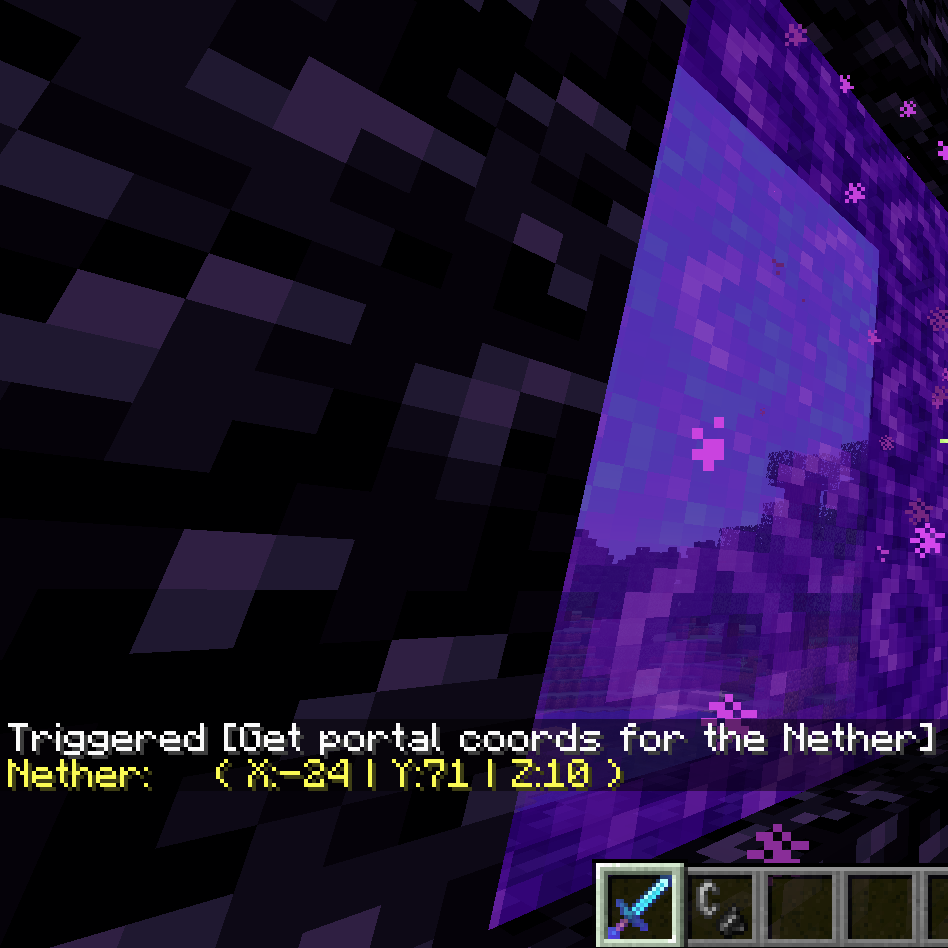 Triggered [Get portal coords for the Nether]
Nether: ( X:-24 | Y:71 | Z:10 )